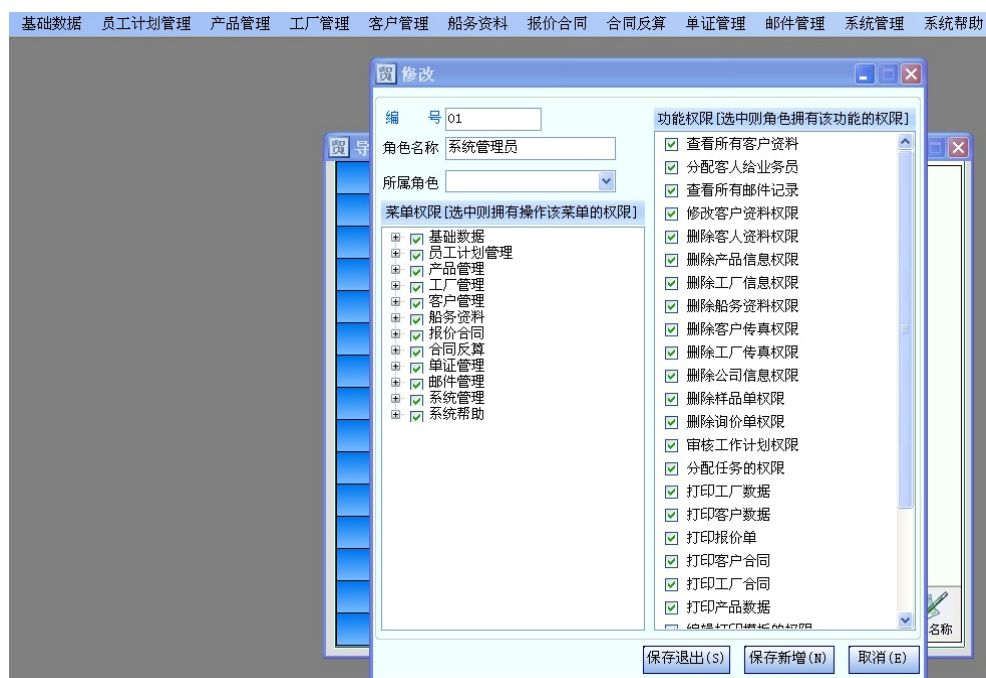 基础数据 员工计划管理 产品管理 工厂管理 客户管理 船务资料 报价合同 合同反算 单证管理 邮件管理 系统管理 系统帮助
贸 修改
编 号 01
角色名称 系统管理员
所属角色
菜单权限[选中则拥有操作该菜单的权限]
基础数据
员工计划管理
产品管理
工厂管理
客户管理
船务资料
报价合同
合同反算
单证管理
邮件管理
系统管理
系统帮助
功能权限[选中则角色拥有该功能的权限]
查看所有客户资料
分配客人给业务员
查看所有邮件记录
修改客户资料权限
删除客人资料权限
删除产品信息权限
删除工厂信息权限
删除船务资料权限
删除客户传真权限
删除工厂传真权限
删除公司信息权限
删除样品单权限
删除询价单权限
审核工作计划权限
分配任务的权限
打印工厂数据
打印客户数据
打印报价单
打印客户合同
打印工厂合同
打印产品数据
编辑打印模板的权限
保存退出(S) 保存新增(N) 取消(E)
贸 导
名称